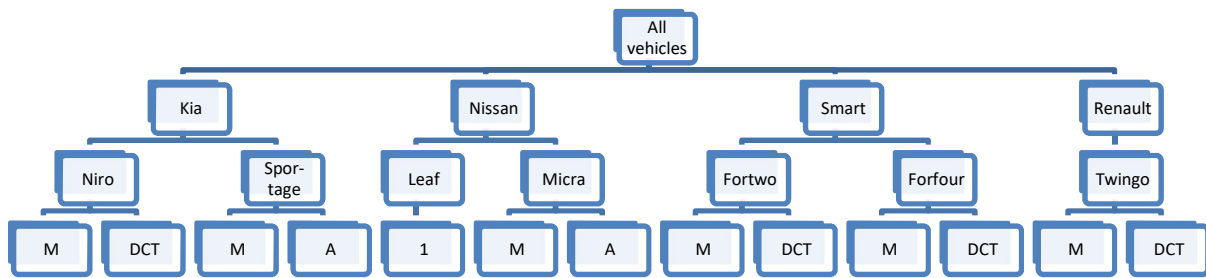 All
vehicles
Kia
Nissan
Smart
Renault
Niro
Spor-
tage
Leaf
Micra
Fortwo
Forfour
Twingo
M
DCT
M
A
1
M
A
M
DCT
M
DCT
M
DCT